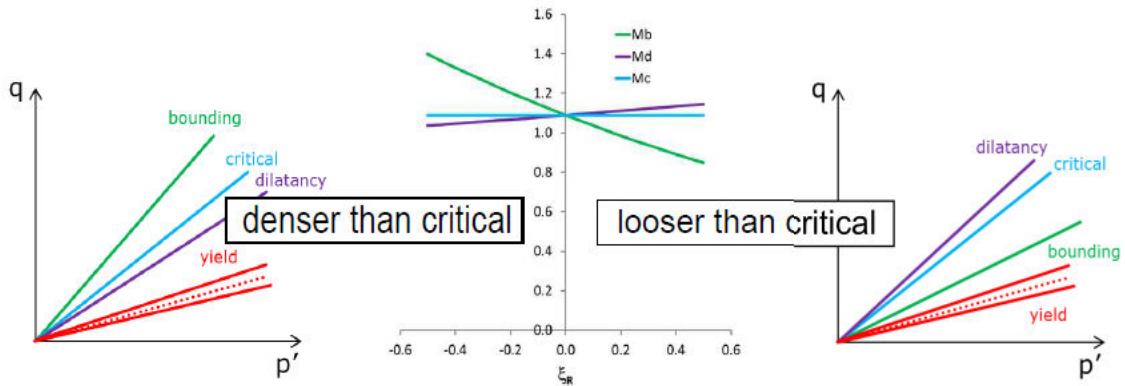 q
bounding
critical
dilatancy
yield
p′
1.6
1.4
1.2
1.0
0.8
0.6
0.4
0.2
0.0
-0.6
-0.4
-0.2
0.0
0.2
0.4
0.6
ξR
Mb
Md
Mc
denser than critical
looser than critical
q
dilatancy
critical
bounding
yield
p′